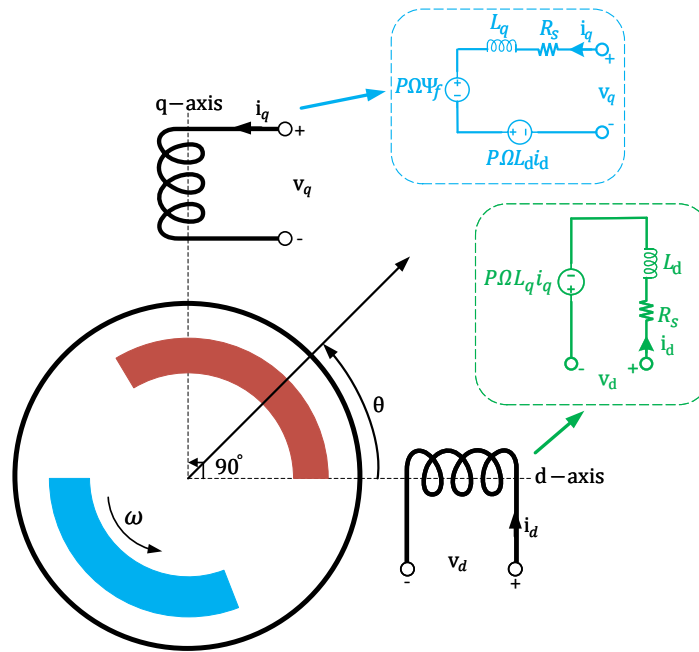 L_q R_s i_q
+
PΩΨ_f + - v_q
+ - -
PΩL_d i_d
q−axis
i_q
+
v_q
-
PΩL_q i_q - + L_d
R_s
i_d
- +
v_d
θ
90°
d−axis
ω
i_d
- v_d +